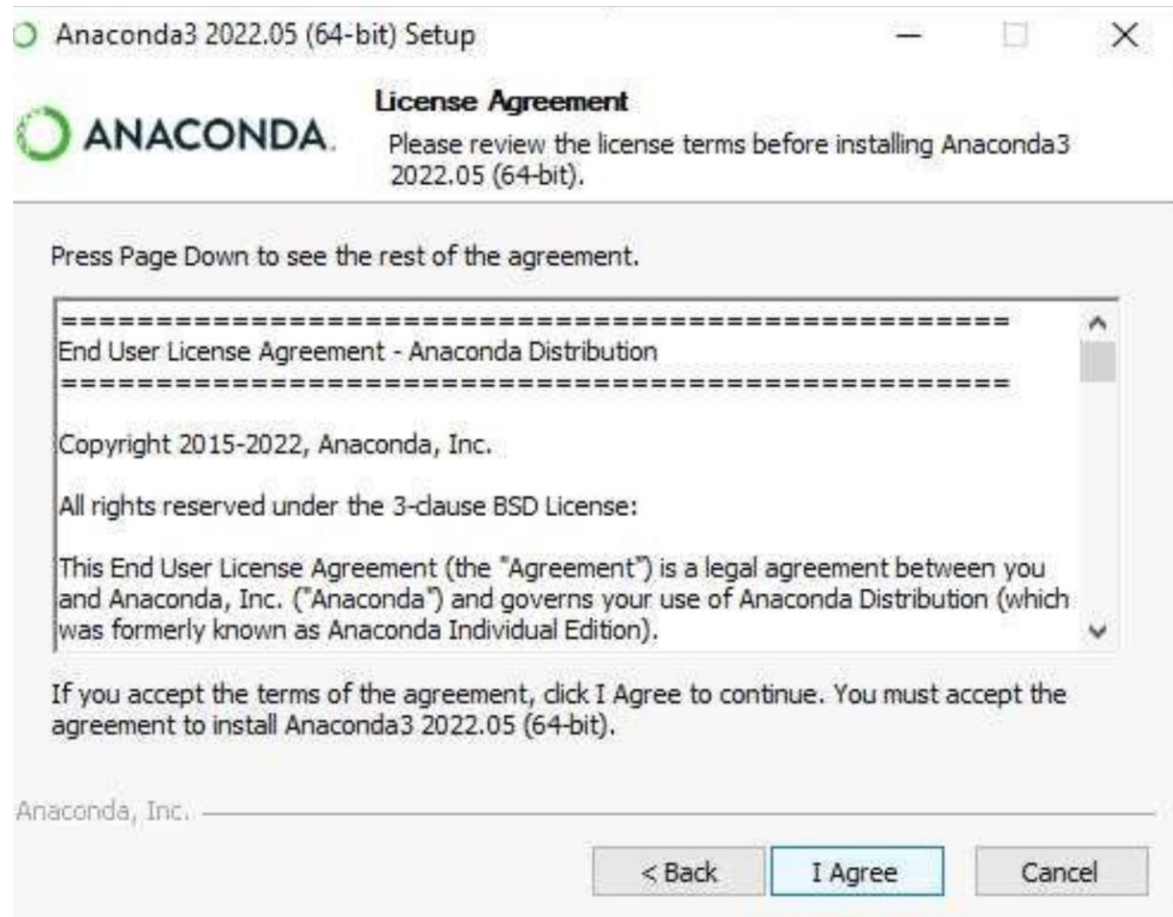 Anaconda3 2022.05 (64-bit) Setup
ANACONDA.
License Agreement
Please review the license terms before installing Anaconda3
2022.05 (64-bit).
Press Page Down to see the rest of the agreement.
====================================================
End User License Agreement - Anaconda Distribution
====================================================
Copyright 2015-2022, Anaconda, Inc.
All rights reserved under the 3-clause BSD License:
This End User License Agreement (the "Agreement") is a legal agreement between you
and Anaconda, Inc. ("Anaconda") and governs your use of Anaconda Distribution (which
was formerly known as Anaconda Individual Edition).
If you accept the terms of the agreement, click I Agree to continue. You must accept the
agreement to install Anaconda3 2022.05 (64-bit).
Anaconda, Inc.
< Back
I Agree
Cancel